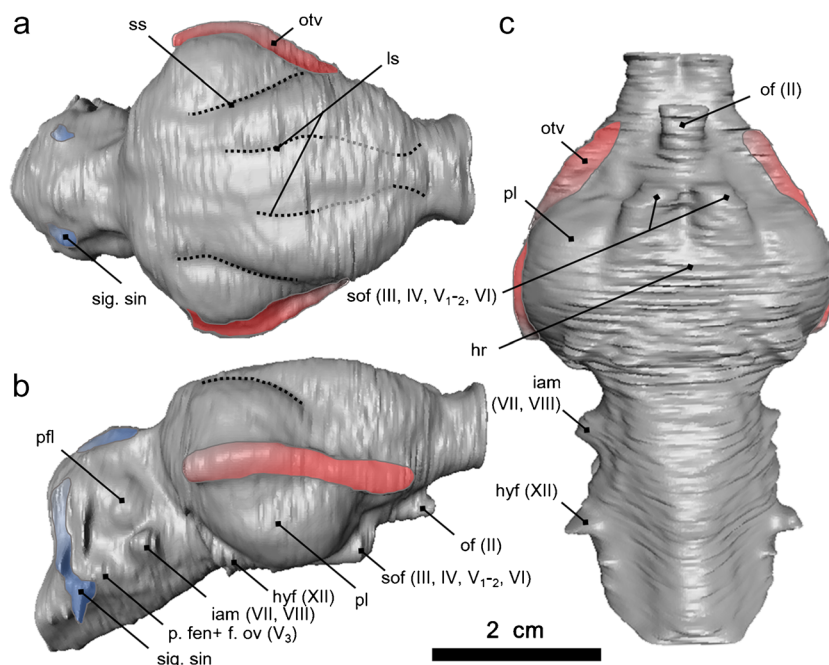 a
ss
otv
ls
sig. sin
sof (III, IV, V₁-₂, VI)
b
pfl
of (II)
sof (III, IV, V₁-₂, VI)
pl
hyf (XII)
iam (VII, VIII)
p. fen+ f. ov (V₃)
sig. sin
c
of (II)
otv
pl
hr
iam
(VII, VIII)
hyf (XII)
2 cm